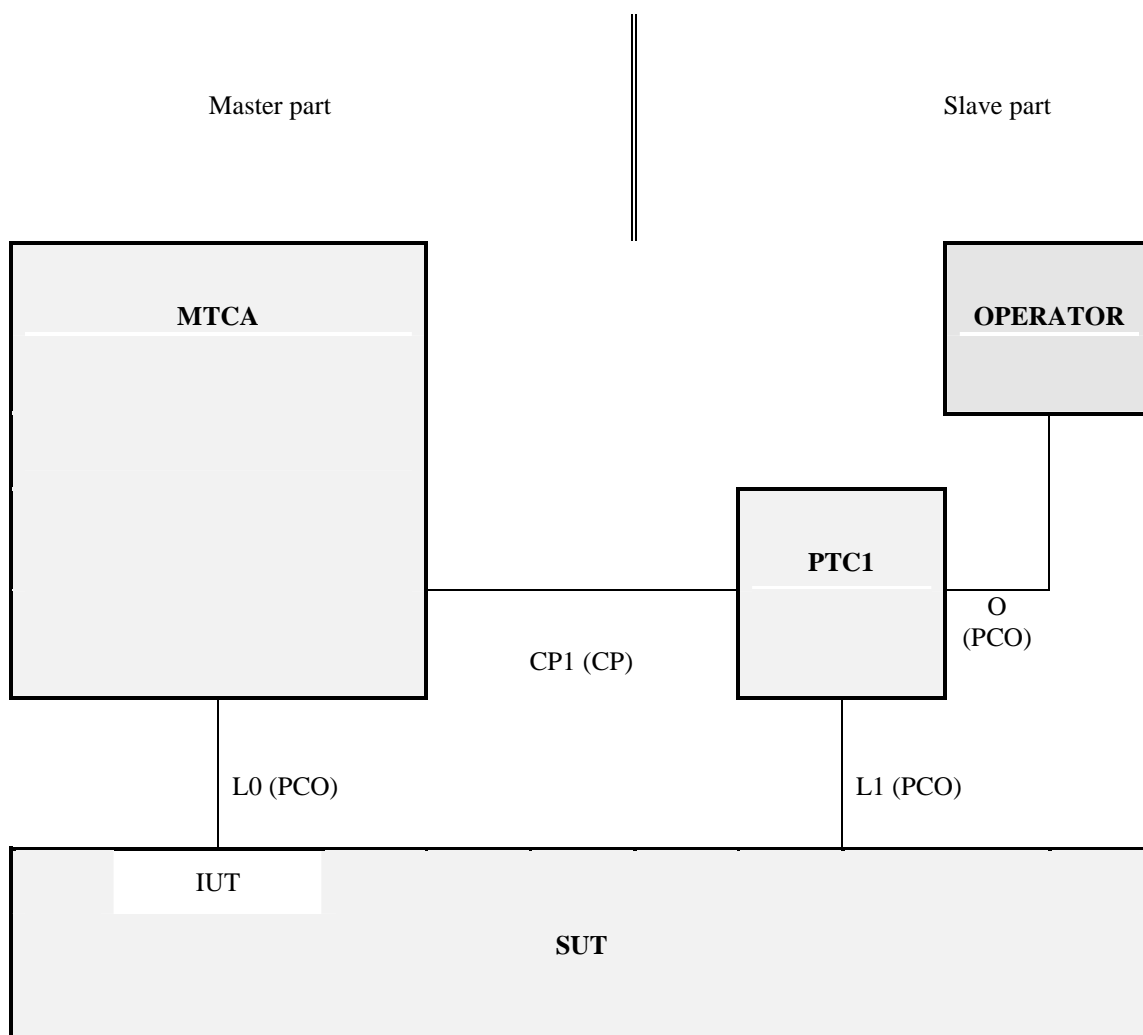 Master part
Slave part
MTCA
OPERATOR
PTC1
O
(PCO)
CP1 (CP)
L0 (PCO)
L1 (PCO)
IUT
SUT